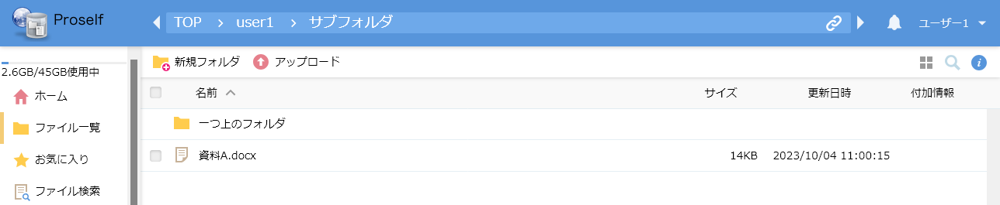 Proself
TOP > user1 > サブフォルダ
ユーザー1
2.6GB/45GB使用中
ホーム
ファイル一覧
お気に入り
ファイル検索
新規フォルダ アップロード
名前 サイズ 更新日時 付加情報
一つ上のフォルダ
資料A.docx 14KB 2023/10/04 11:00:15